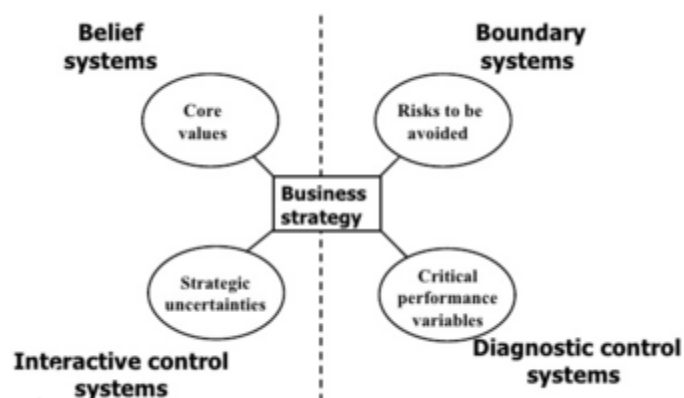 Belief
systems
Boundary
systems
Core
values
Risks to be
avoided
Business
strategy
Strategic
uncertainties
Critical
performance
variables
Interactive control
systems
Diagnostic control
systems